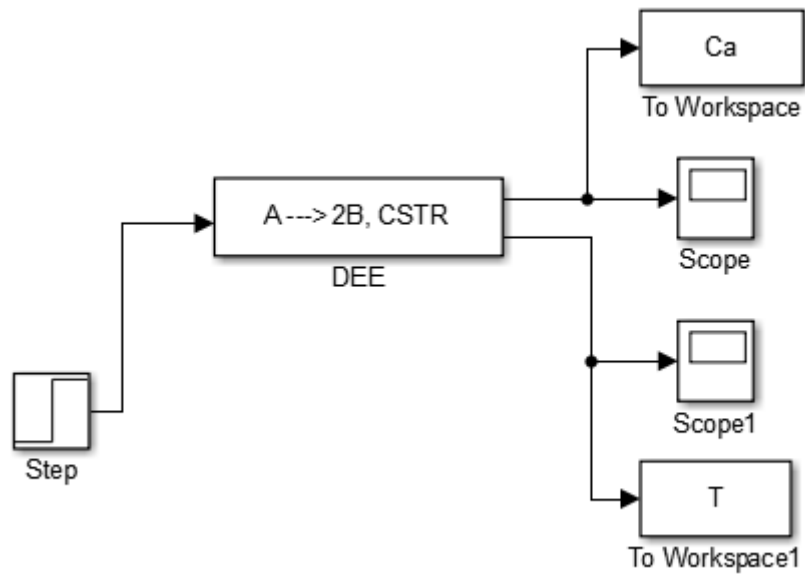 Ca
To Workspace
A ---> 2B, CSTR
DEE
Scope
Scope1
Step
T
To Workspace1